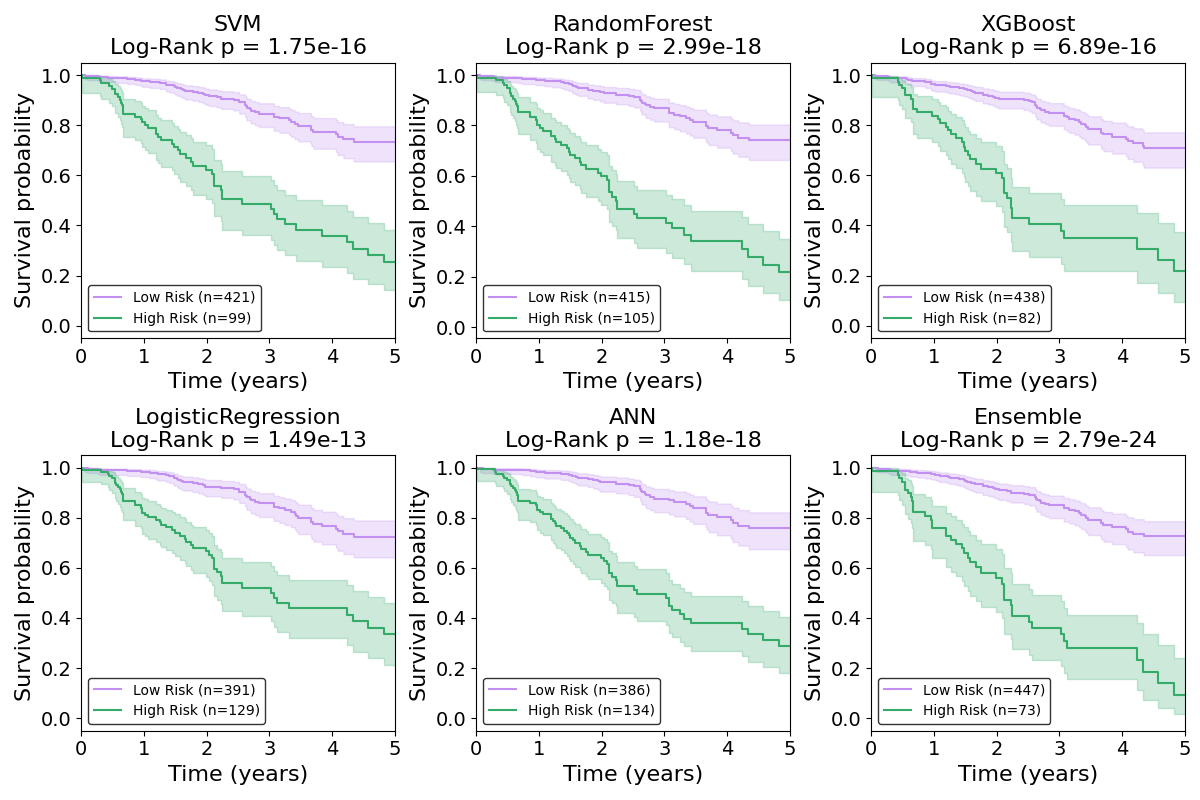 SVM
Log-Rank p = 1.75e-16
Survival probability
1.0
0.8
0.6
0.4
0.2
0.0
Low Risk (n=421)
High Risk (n=99)
0 1 2 3 4 5
Time (years)
RandomForest
Log-Rank p = 2.99e-18
Survival probability
1.0
0.8
0.6
0.4
0.2
0.0
Low Risk (n=415)
High Risk (n=105)
0 1 2 3 4 5
Time (years)
XGBoost
Log-Rank p = 6.89e-16
Survival probability
1.0
0.8
0.6
0.4
0.2
0.0
Low Risk (n=438)
High Risk (n=82)
0 1 2 3 4 5
Time (years)
LogisticRegression
Log-Rank p = 1.49e-13
Survival probability
1.0
0.8
0.6
0.4
0.2
0.0
Low Risk (n=391)
High Risk (n=129)
0 1 2 3 4 5
Time (years)
ANN
Log-Rank p = 1.18e-18
Survival probability
1.0
0.8
0.6
0.4
0.2
0.0
Low Risk (n=386)
High Risk (n=134)
0 1 2 3 4 5
Time (years)
Ensemble
Log-Rank p = 2.79e-24
Survival probability
1.0
0.8
0.6
0.4
0.2
0.0
Low Risk (n=447)
High Risk (n=73)
0 1 2 3 4 5
Time (years)